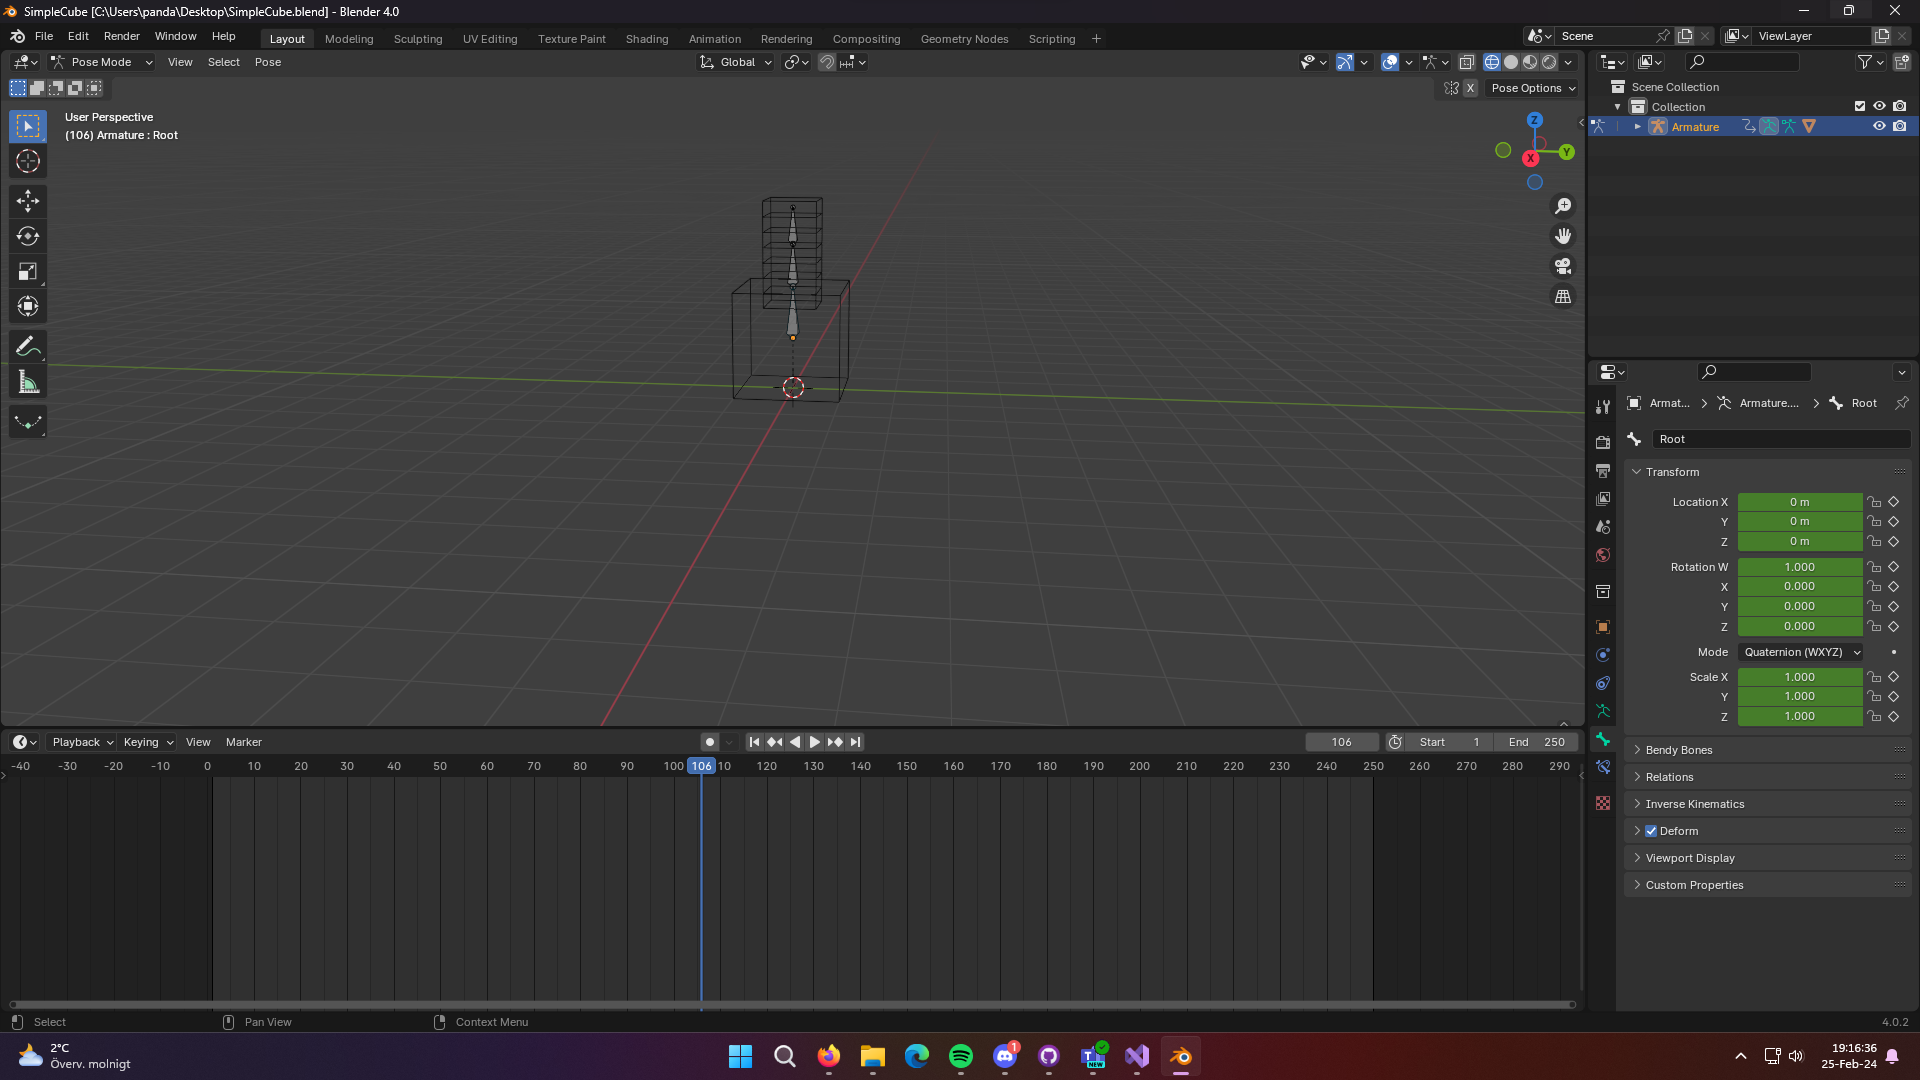 SimpleCube [C:\Users\panda\Desktop\SimpleCube.blend] - Blender 4.0
File Edit Render Window Help
Layout Modeling Sculpting UV Editing Texture Paint Shading Animation Rendering Compositing Geometry Nodes Scripting +
Scene
ViewLayer
Pose Mode View Select Pose
Global
X Pose Options
User Perspective
(106) Armature : Root
Z
Y
X
Scene Collection
Collection
Armature
Armat... Armature.... Root
Root
Transform
Location X 0 m
Y 0 m
Z 0 m
Rotation W 1.000
X 0.000
Y 0.000
Z 0.000
Mode Quaternion (WXYZ)
Scale X 1.000
Y 1.000
Z 1.000
Bendy Bones
Relations
Inverse Kinematics
Deform
Viewport Display
Custom Properties
Playback Keying View Marker
106 Start 1 End 250
-40 -30 -20 -10 0 10 20 30 40 50 60 70 80 90 100 106 10 120 130 140 150 160 170 180 190 200 210 220 230 240 250 260 270 280 290
Select Pan View Context Menu
4.0.2
2°C
Överv. molnigt
1
T
NEW
19:16:36
25-Feb-24